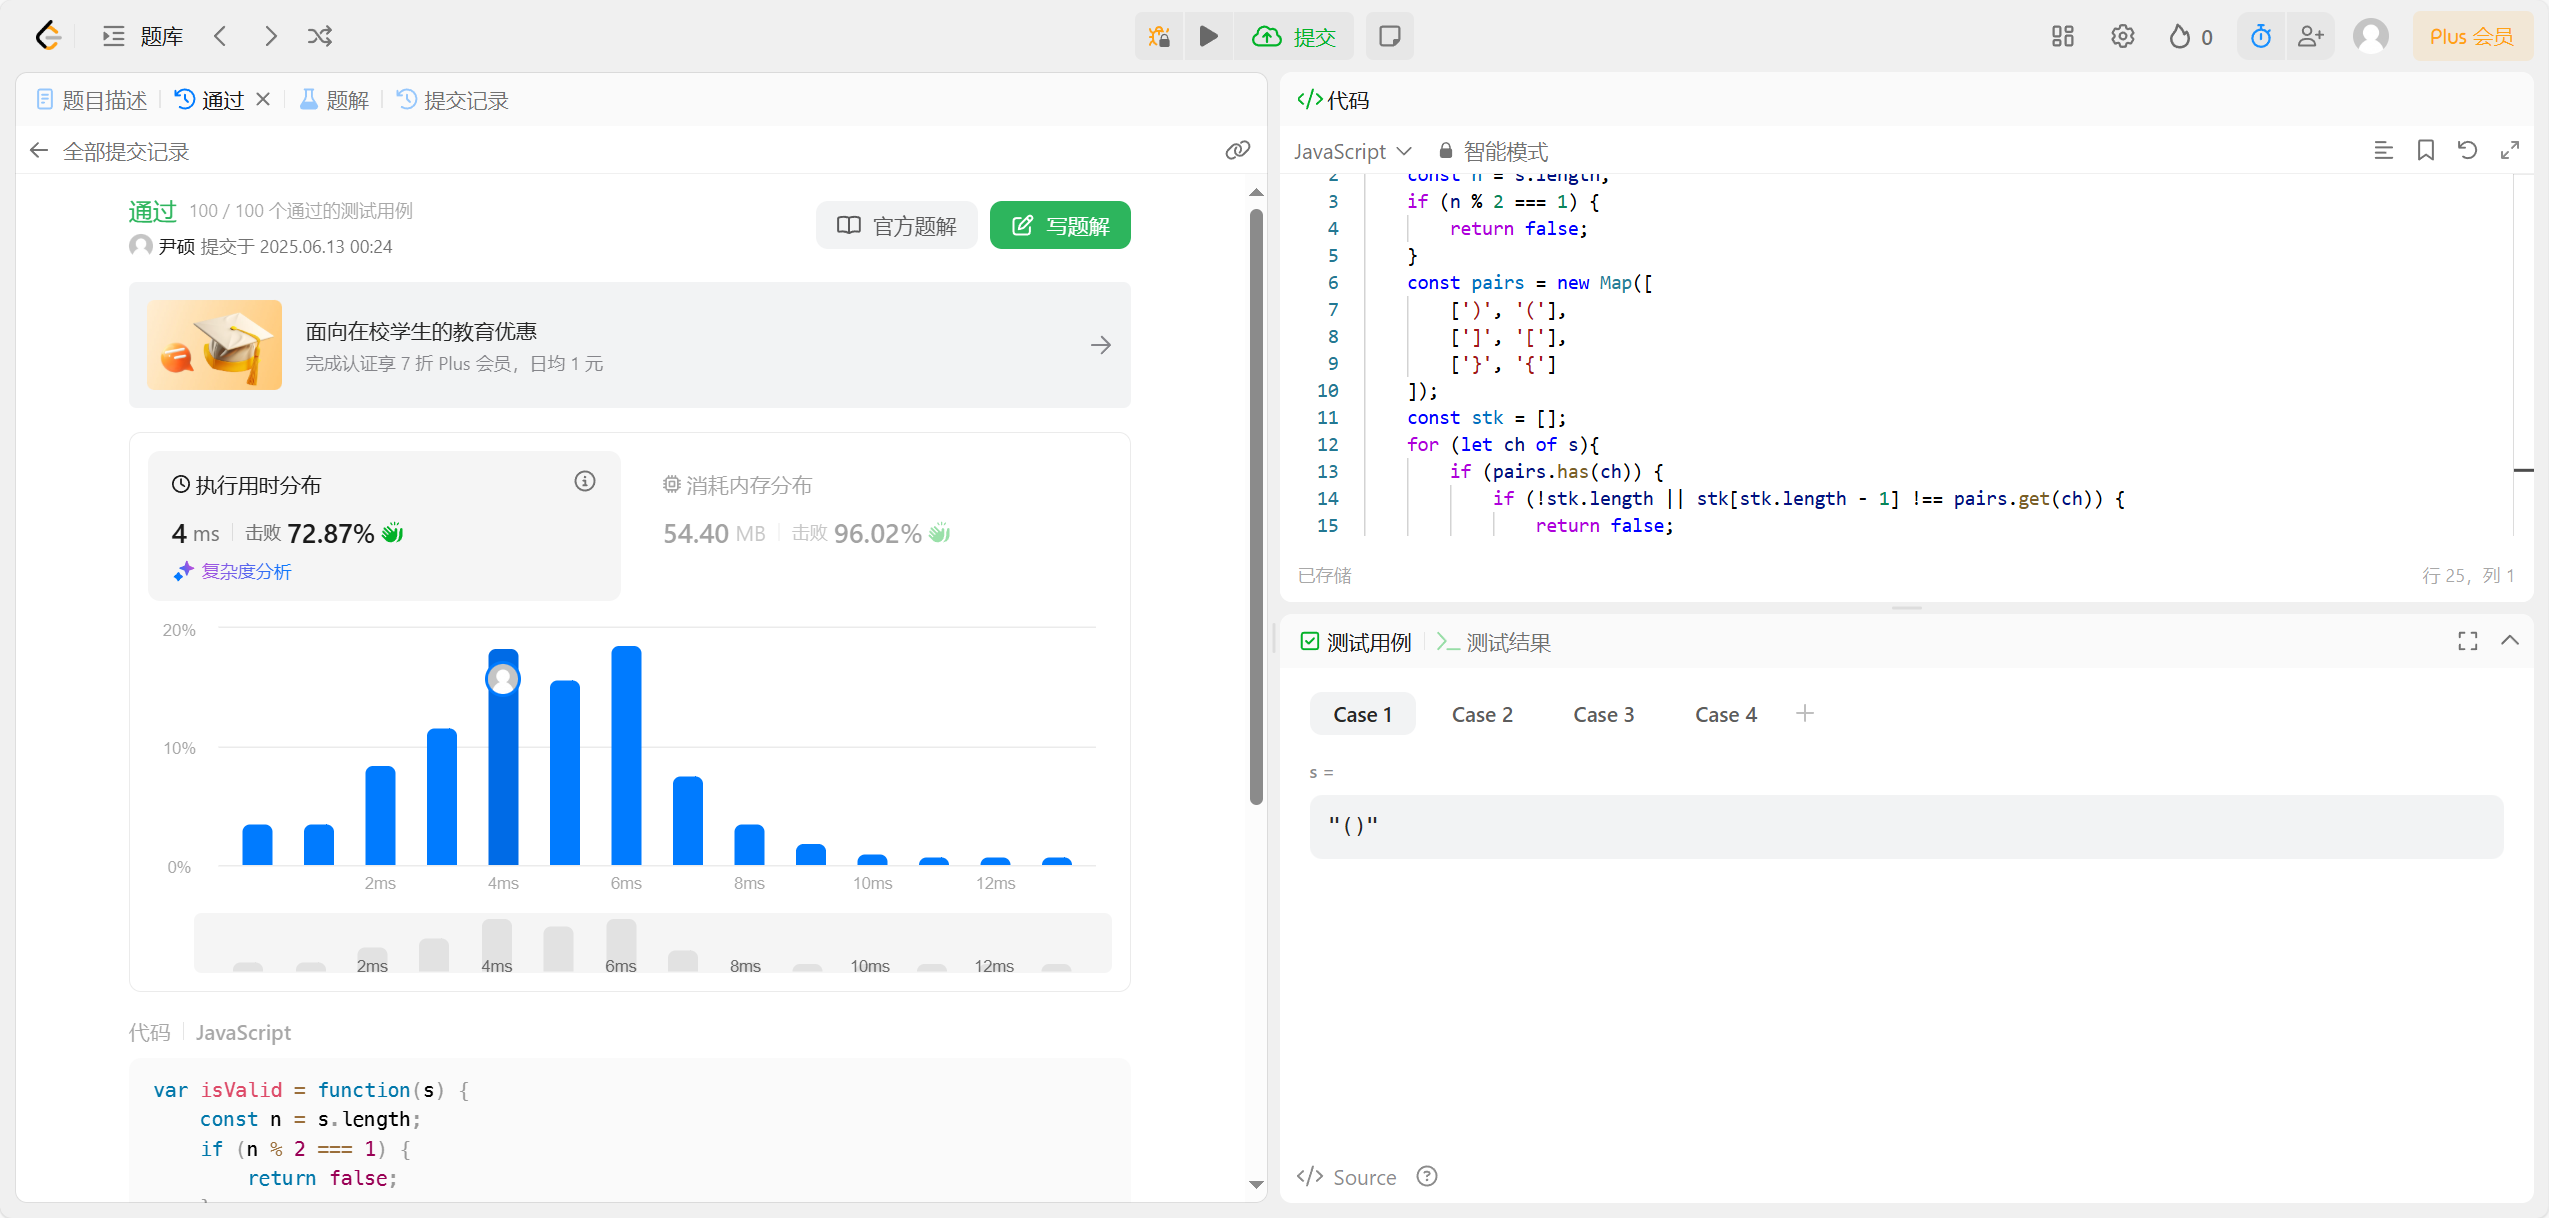 题库
提交
0
Plus 会员
题目描述
通过
题解
提交记录
全部提交记录
通过 100 / 100 个通过的测试用例
尹硕 提交于 2025.06.13 00:24
官方题解
写题解
面向在校学生的教育优惠
完成认证享 7 折 Plus 会员，日均 1 元
执行用时分布
4 ms 击败 72.87%
复杂度分析
消耗内存分布
54.40 MB 击败 96.02%
20%
10%
0%
2ms 4ms 6ms 8ms 10ms 12ms
2ms 4ms 6ms 8ms 10ms 12ms
代码 JavaScript
var isValid = function(s) {
    const n = s.length;
    if (n % 2 === 1) {
        return false;
代码
JavaScript 智能模式
2 const n = s.length;
3 if (n % 2 === 1) {
4     return false;
5 }
6 const pairs = new Map([
7     [')', '('],
8     [']', '['],
9     ['}', '{']
10 ]);
11 const stk = [];
12 for (let ch of s){
13     if (pairs.has(ch)) {
14         if (!stk.length || stk[stk.length - 1] !== pairs.get(ch)) {
15             return false;
已存储
行 25，列 1
测试用例
测试结果
Case 1 Case 2 Case 3 Case 4
s =
"()"
Source